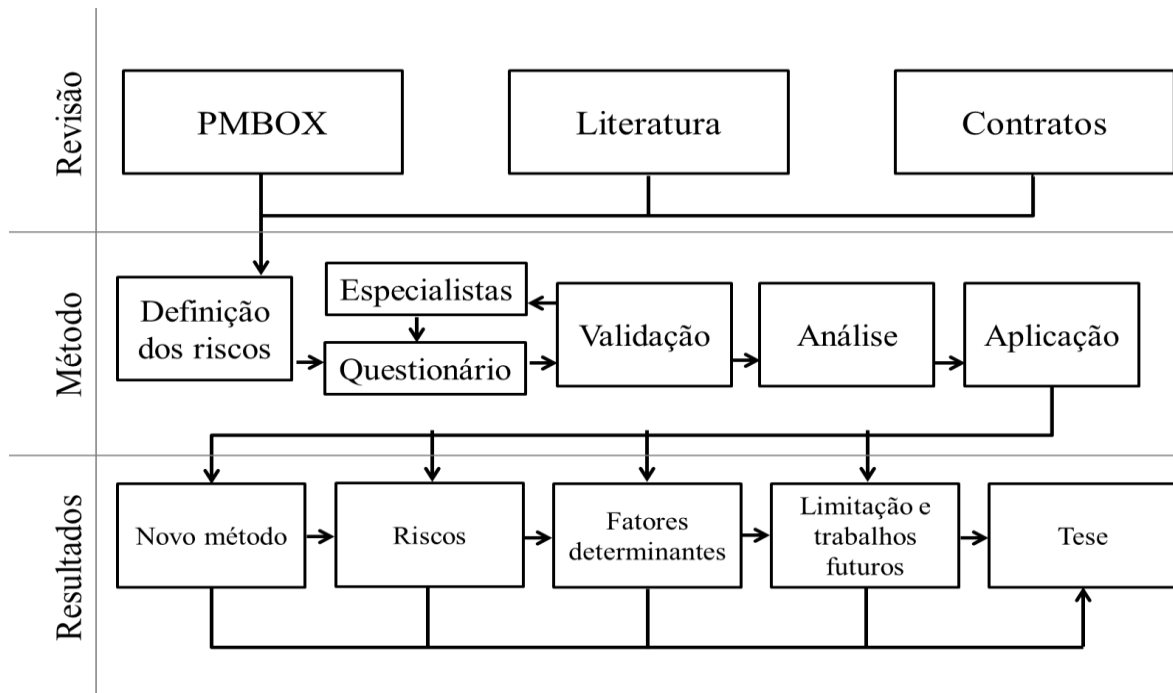 Revisão
PMBOX
Literatura
Contratos
Método
Definição
dos riscos
Especialistas
Questionário
Validação
Análise
Aplicação
Resultados
Novo método
Riscos
Fatores
determinantes
Limitação e
trabalhos
futuros
Tese